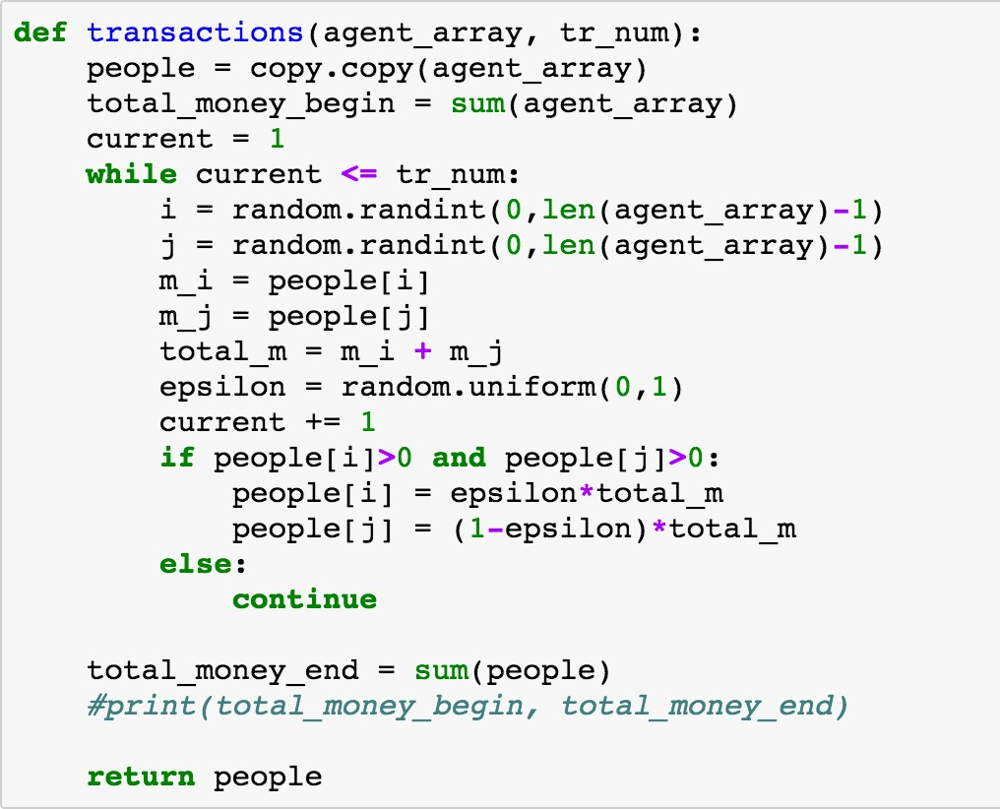 def transactions(agent_array, tr_num):
    people = copy.copy(agent_array)
    total_money_begin = sum(agent_array)
    current = 1
    while current <= tr_num:
        i = random.randint(0,len(agent_array)-1)
        j = random.randint(0,len(agent_array)-1)
        m_i = people[i]
        m_j = people[j]
        total_m = m_i + m_j
        epsilon = random.uniform(0,1)
        current += 1
        if people[i]>0 and people[j]>0:
            people[i] = epsilon*total_m
            people[j] = (1-epsilon)*total_m
        else:
            continue

    total_money_end = sum(people)
    #print(total_money_begin, total_money_end)

    return people